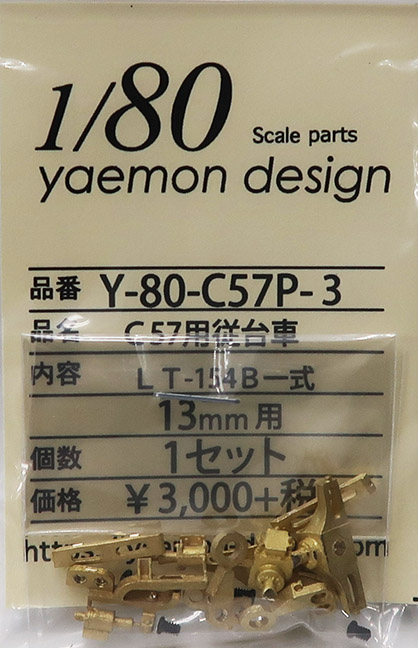 1/80 Scale parts
yaemon design
品番 Y-80-C57P-3
品名 C57用従台車
内容 LT-154B一式
13mm用
個数 1セット
価格 ¥3,000+税